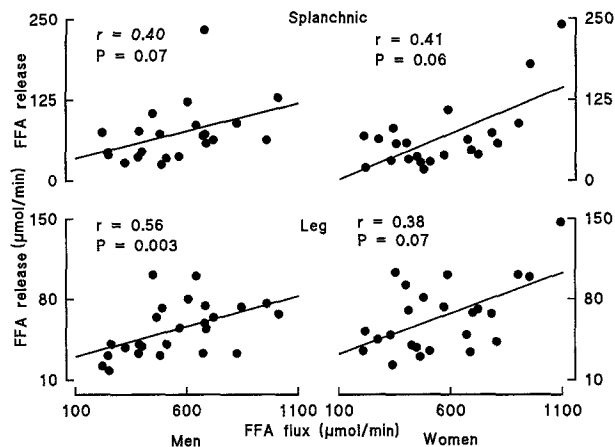 250
Splanchnic
250
r = 0.40
P = 0.07
r = 0.41
P = 0.06
FFA release
125
125
0
0
150
150
r = 0.56
P = 0.003
Leg
r = 0.38
P = 0.07
FFA release (µmol/min)
80
80
10
10
100 600 1100 100 600 1100
FFA flux (µmol/min)
Men
Women